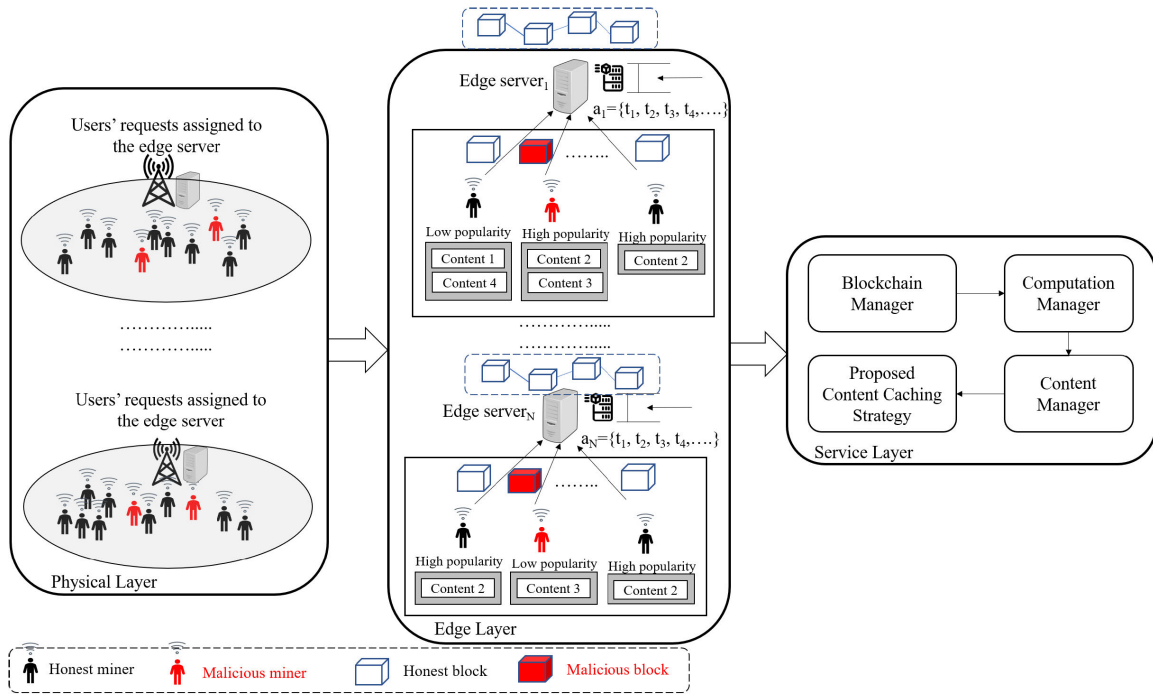 Users' requests assigned to
the edge server
...................
...................
Users' requests assigned to
the edge server
Physical Layer
Edge server1
a1={t1, t2, t3, t4,....}
........
Low popularity
Content 1
Content 4
High popularity
Content 2
Content 3
High popularity
Content 2
...................
...................
Edge serverN
aN={t1, t2, t3, t4,....}
........
High popularity
Content 2
Low popularity
Content 3
High popularity
Content 2
Edge Layer
Blockchain
Manager
Computation
Manager
Proposed
Content Caching
Strategy
Content
Manager
Service Layer
Honest miner
Malicious miner
Honest block
Malicious block